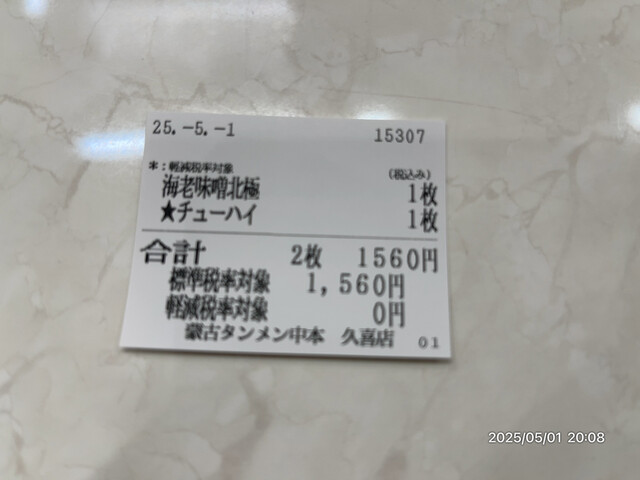 25.-5.-1 15307
*:軽減税率対象 (税込み)
海老味噌北極 1枚
★チューハイ 1枚
合計 2枚 1560円
標準税率対象 1,560円
軽減税率対象 0円
蒙古タンメン中本 久喜店 01
2025/05/01 20:08